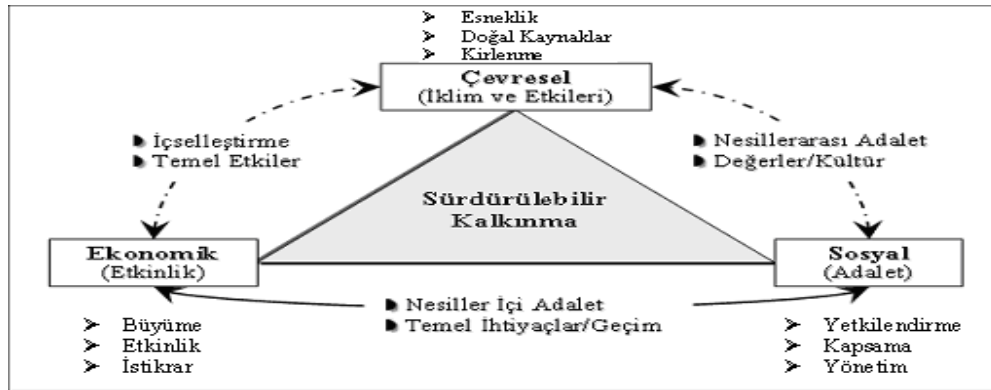 Esneklik
Doğal Kaynaklar
Kirlenme
Çevresel
(İklim ve Etkileri)
İçselleştirme
Temel Etkiler
Nesillerarası Adalet
Değerler/Kültür
Sürdürülebilir
Kalkınma
Ekonomik
(Etkinlik)
Sosyal
(Adalet)
Nesiller İçi Adalet
Temel İhtiyaçlar/Geçim
Büyüme
Etkinlik
İstikrar
Yetkilendirme
Kapsama
Yönetim